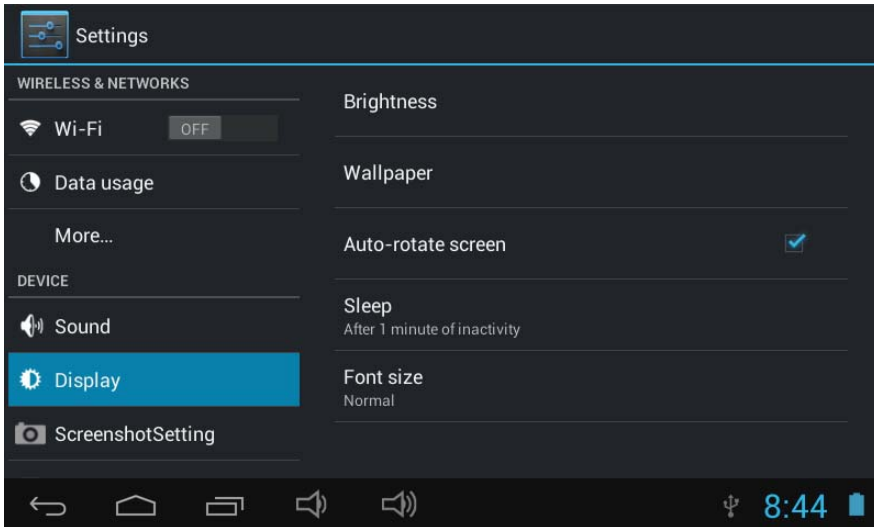 Settings
WIRELESS & NETWORKS
Wi-Fi OFF
Data usage
More...
DEVICE
Sound
Display
ScreenshotSetting
Brightness
Wallpaper
Auto-rotate screen
Sleep
After 1 minute of inactivity
Font size
Normal
8:44